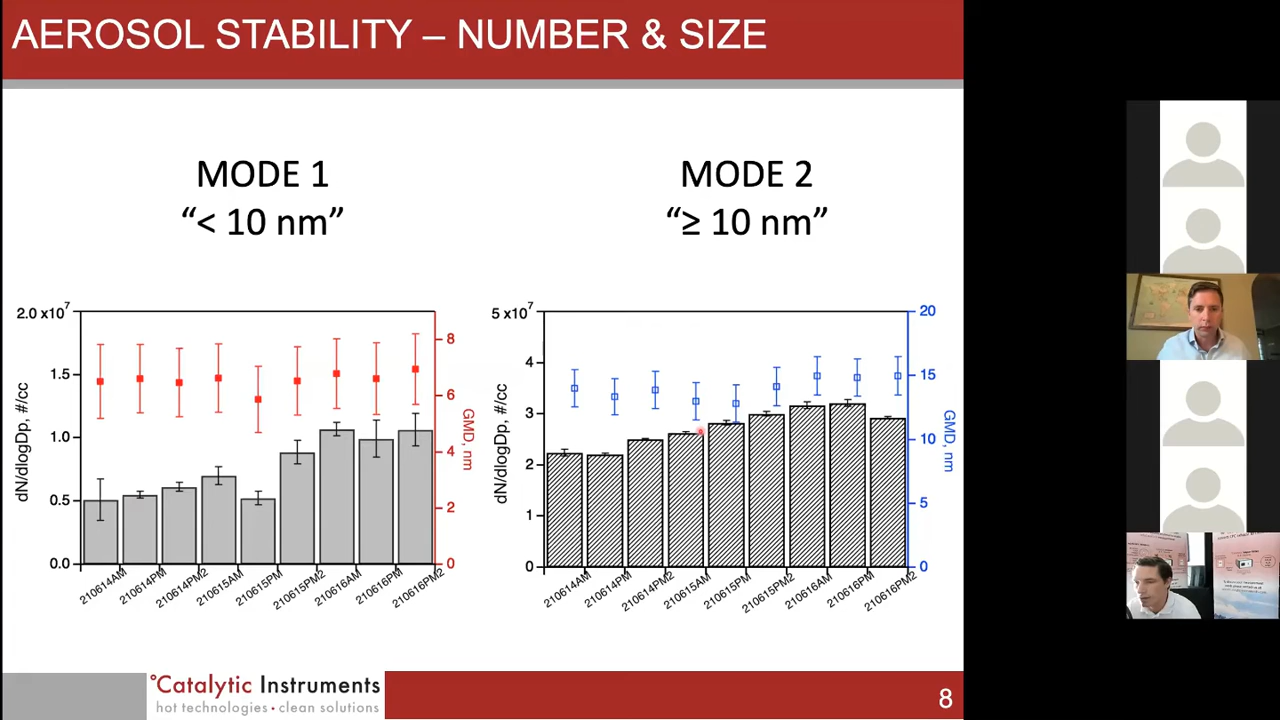 AEROSOL STABILITY – NUMBER & SIZE
MODE 1
“< 10 nm”
MODE 2
“≥ 10 nm”
2.0 x10⁷
1.5
1.0
0.5
0.0
dN/dlogDp, #/cc
8
6
4
2
0
GMD, nm
210614AM
210614PM
210614PM2
210615AM
210615PM
210615PM2
210616AM
210616PM
210616PM2
5 x10⁷
4
3
2
1
0
dN/dlogDp, #/cc
20
15
10
5
0
GMD, nm
210614AM
210614PM
210614PM2
210615AM
210615PM
210615PM2
210616AM
210616PM
210616PM2
°Catalytic Instruments
hot technologies • clean solutions
8